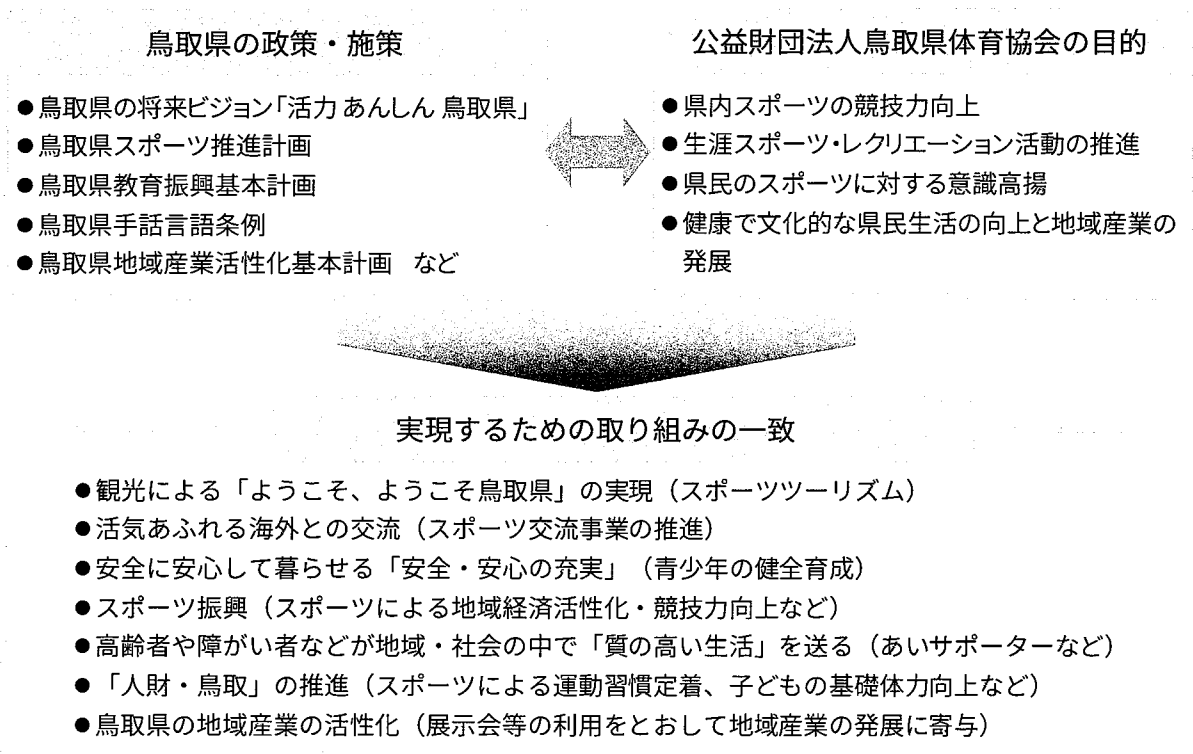 鳥取県の政策・施策
●鳥取県の将来ビジョン「活力 あんしん 鳥取県」
●鳥取県スポーツ推進計画
●鳥取県教育振興基本計画
●鳥取県手話言語条例
●鳥取県地域産業活性化基本計画　など
公益財団法人鳥取県体育協会の目的
●県内スポーツの競技力向上
●生涯スポーツ・レクリエーション活動の推進
●県民のスポーツに対する意識高揚
●健康で文化的な県民生活の向上と地域産業の
発展
実現するための取り組みの一致
●観光による「ようこそ、ようこそ鳥取県」の実現（スポーツツーリズム）
●活気あふれる海外との交流（スポーツ交流事業の推進）
●安全に安心して暮らせる「安全・安心の充実」（青少年の健全育成）
●スポーツ振興（スポーツによる地域経済活性化・競技力向上など）
●高齢者や障がい者などが地域・社会の中で「質の高い生活」を送る（あいサポーターなど）
●「人財・鳥取」の推進（スポーツによる運動習慣定着、子どもの基礎体力向上など）
●鳥取県の地域産業の活性化（展示会等の利用をとおして地域産業の発展に寄与）